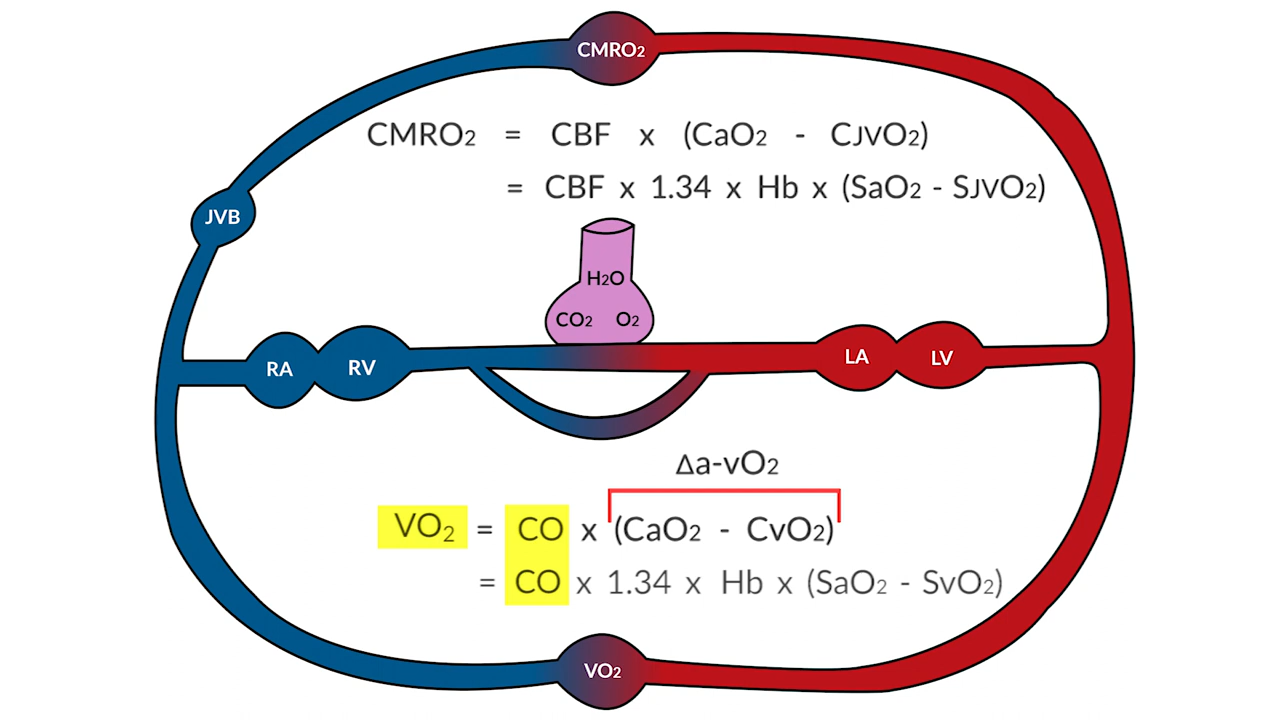 CMRO2
CMRO2 = CBF x (CaO2 - CJVO2)
= CBF x 1.34 x Hb x (SaO2 - SJVO2)
JVB
H2O
CO2 O2
RA RV LA LV
Δa-vO2
VO2 = CO x (CaO2 - CvO2)
= CO x 1.34 x Hb x (SaO2 - SvO2)
VO2